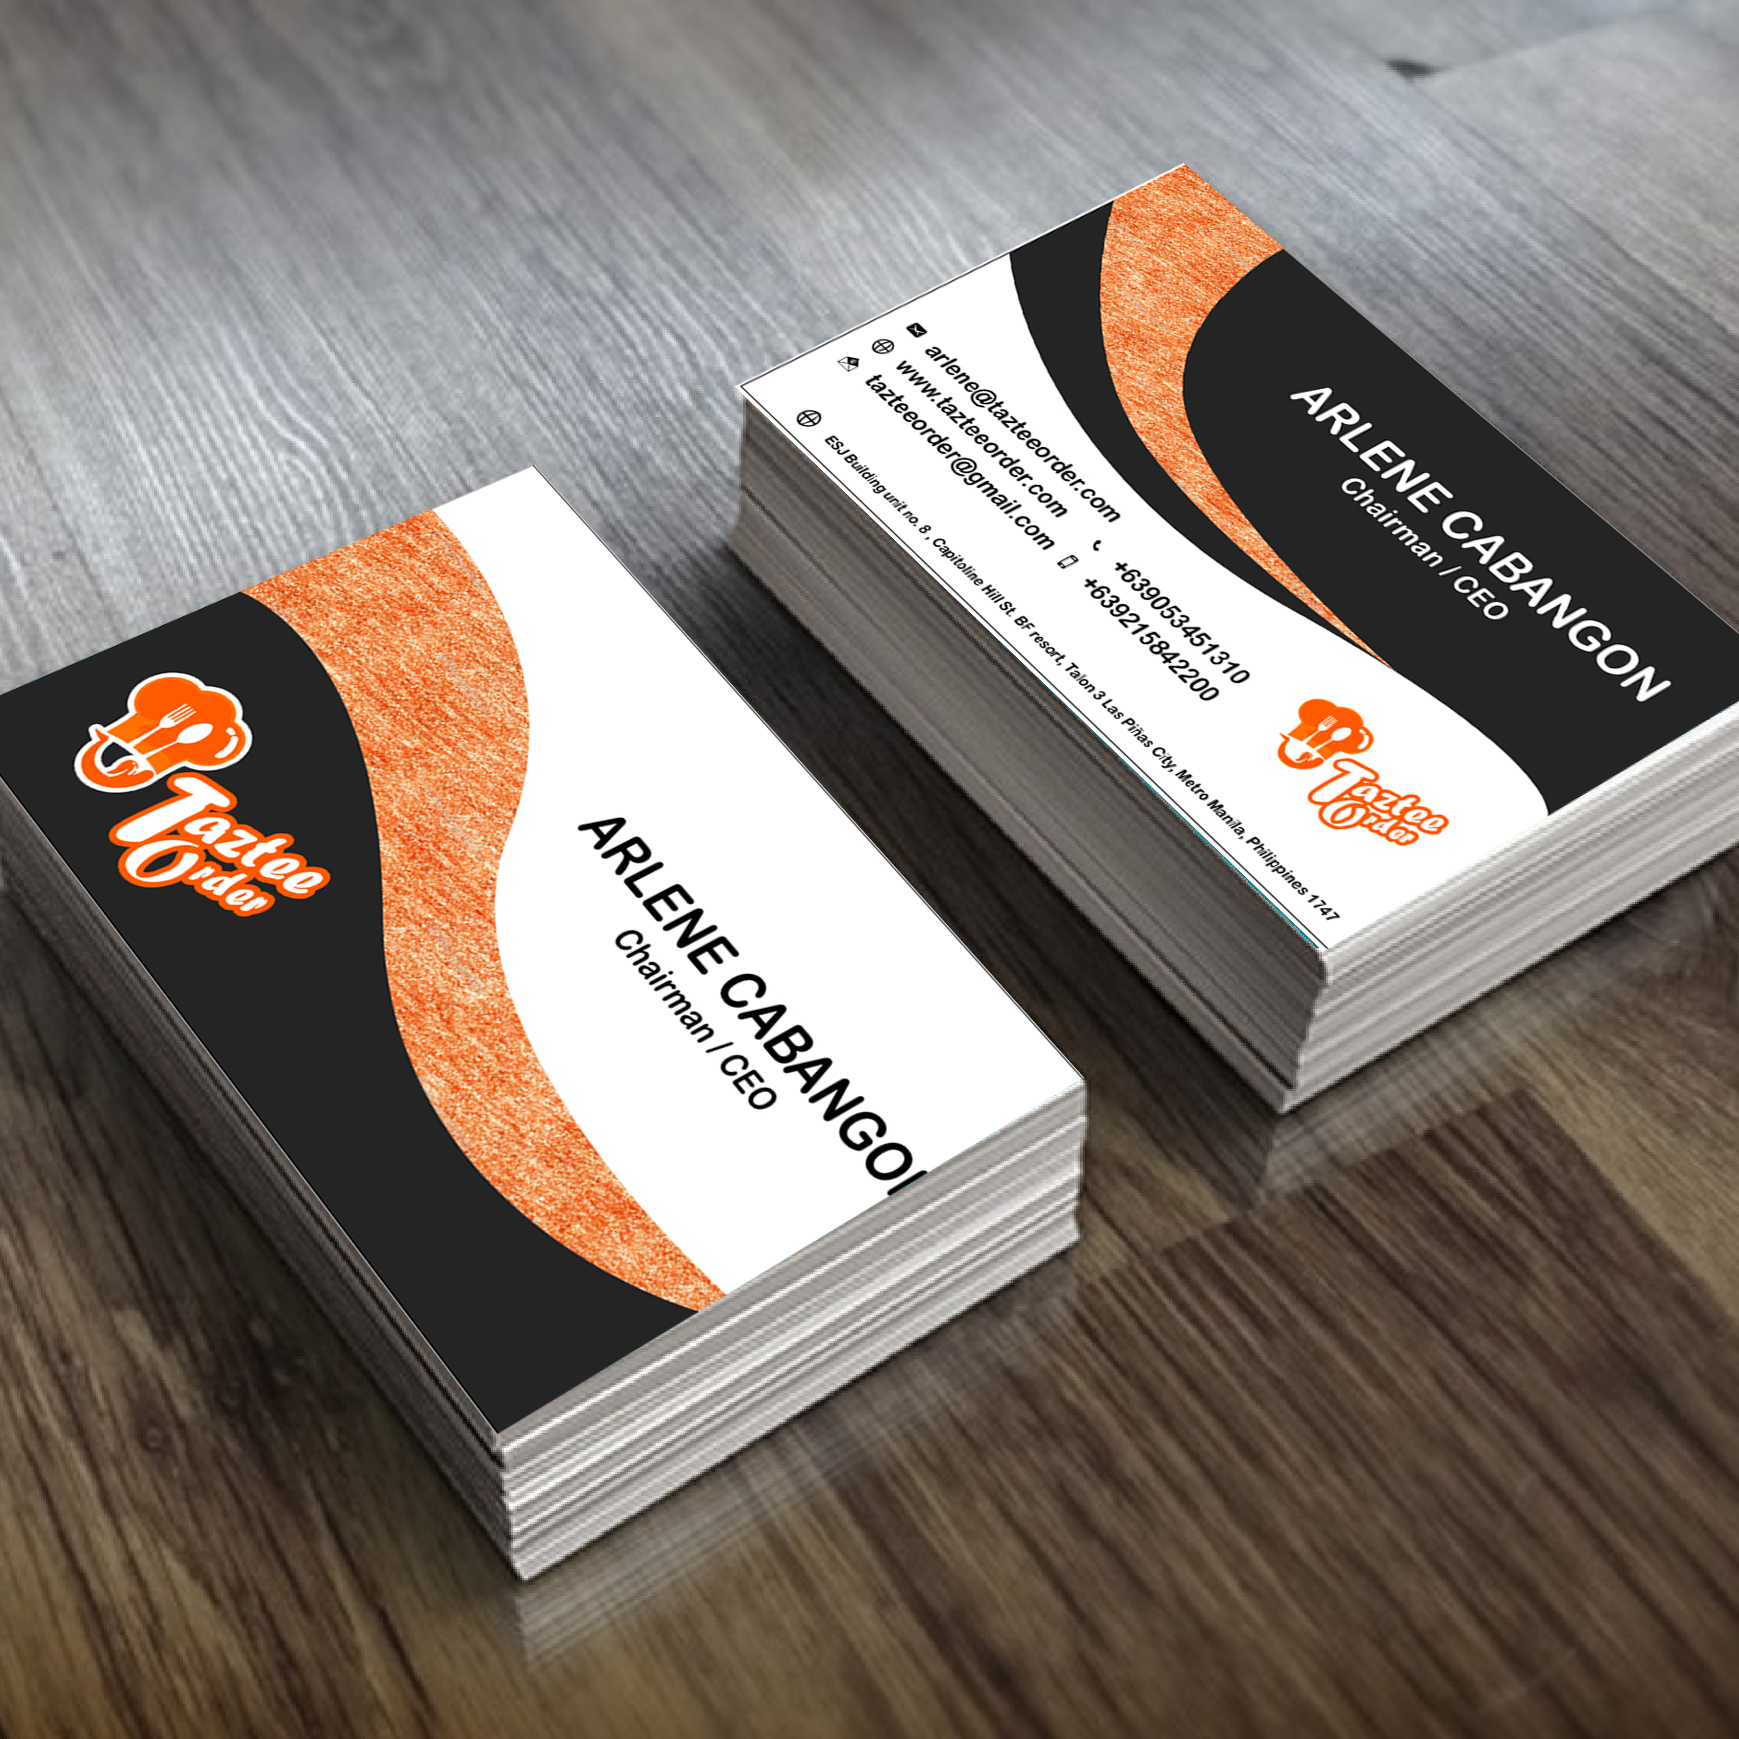 Taztee
Order
ARLENE CABANGON
Chairman / CEO
ARLENE CABANGON
Chairman / CEO
arlene@tazteeorder.com
www.tazteeorder.com
tazteeorder@gmail.com
+639053451310
+639215842200
ESJ Building unit no. 8 , Capitoline Hill St. BF resort, Talon 3 Las Piñas City, Metro Manila, Philippines 1747
Taztee
Order